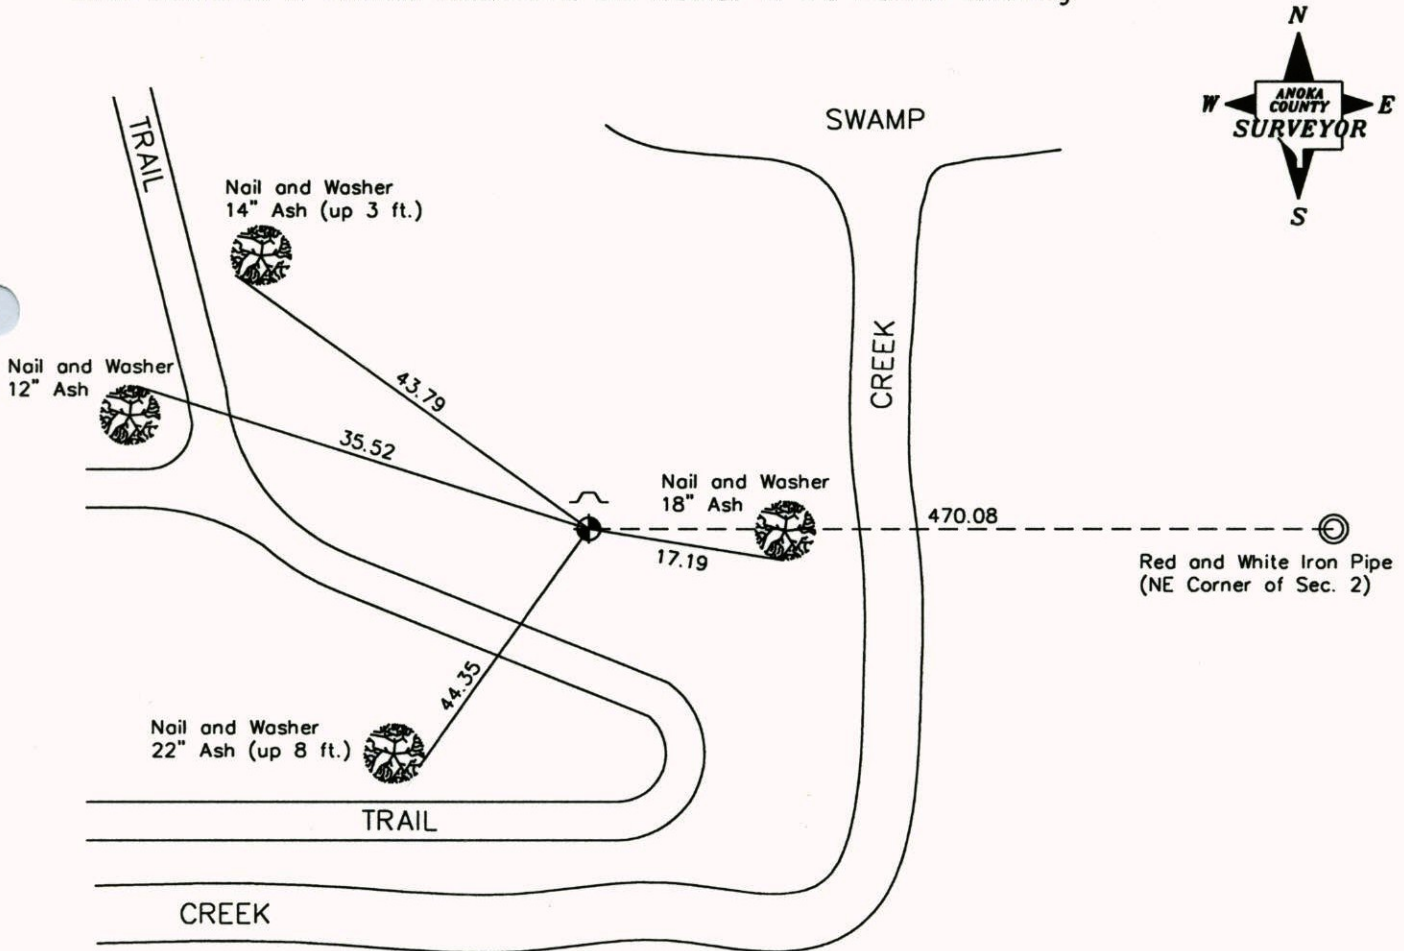 N
W
ANOKA
COUNTY
E
SURVEYOR
S
SWAMP
TRAIL
Nail and Washer
14" Ash (up 3 ft.)
CREEK
Nail and Washer
12" Ash
43.79
35.52
Nail and Washer
18" Ash
470.08
17.19
Red and White Iron Pipe
(NE Corner of Sec. 2)
44.35
Nail and Washer
22" Ash (up 8 ft.)
TRAIL
CREEK